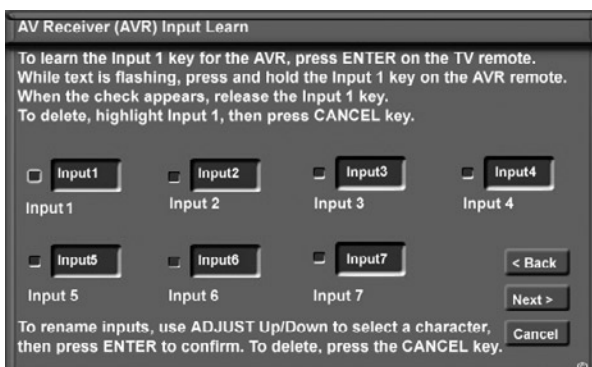 AV Receiver (AVR) Input Learn
To learn the Input 1 key for the AVR, press ENTER on the TV remote.
While text is flashing, press and hold the Input 1 key on the AVR remote.
When the check appears, release the Input 1 key.
To delete, highlight Input 1, then press CANCEL key.
Input1 Input2 Input3 Input4
Input 1 Input 2 Input 3 Input 4
Input5 Input6 Input7 < Back
Input 5 Input 6 Input 7 Next >
To rename inputs, use ADJUST Up/Down to select a character,
then press ENTER to confirm. To delete, press the CANCEL key.
Cancel